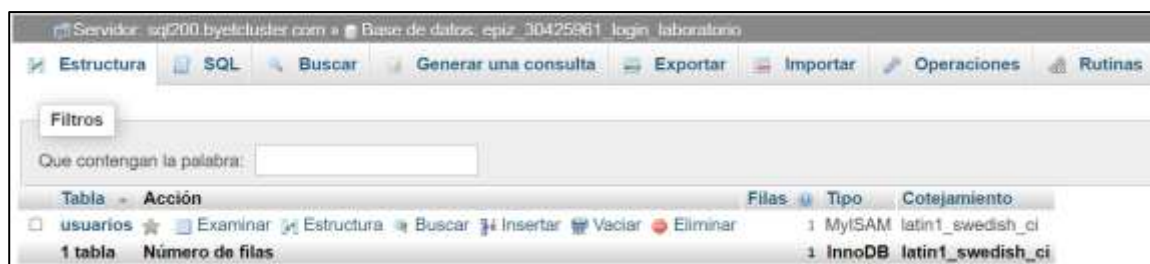 Servidor: sql200.byetcluster.com » Base de datos: epiz_30425961_login_laboratorio
Estructura SQL Buscar Generar una consulta Exportar Importar Operaciones Rutinas
Filtros
Que contengan la palabra:
Tabla Acción Filas Tipo Cotejamiento
usuarios Examinar Estructura Buscar Insertar Vaciar Eliminar 1 MyISAM latin1_swedish_ci
1 tabla Número de filas 1 InnoDB latin1_swedish_ci